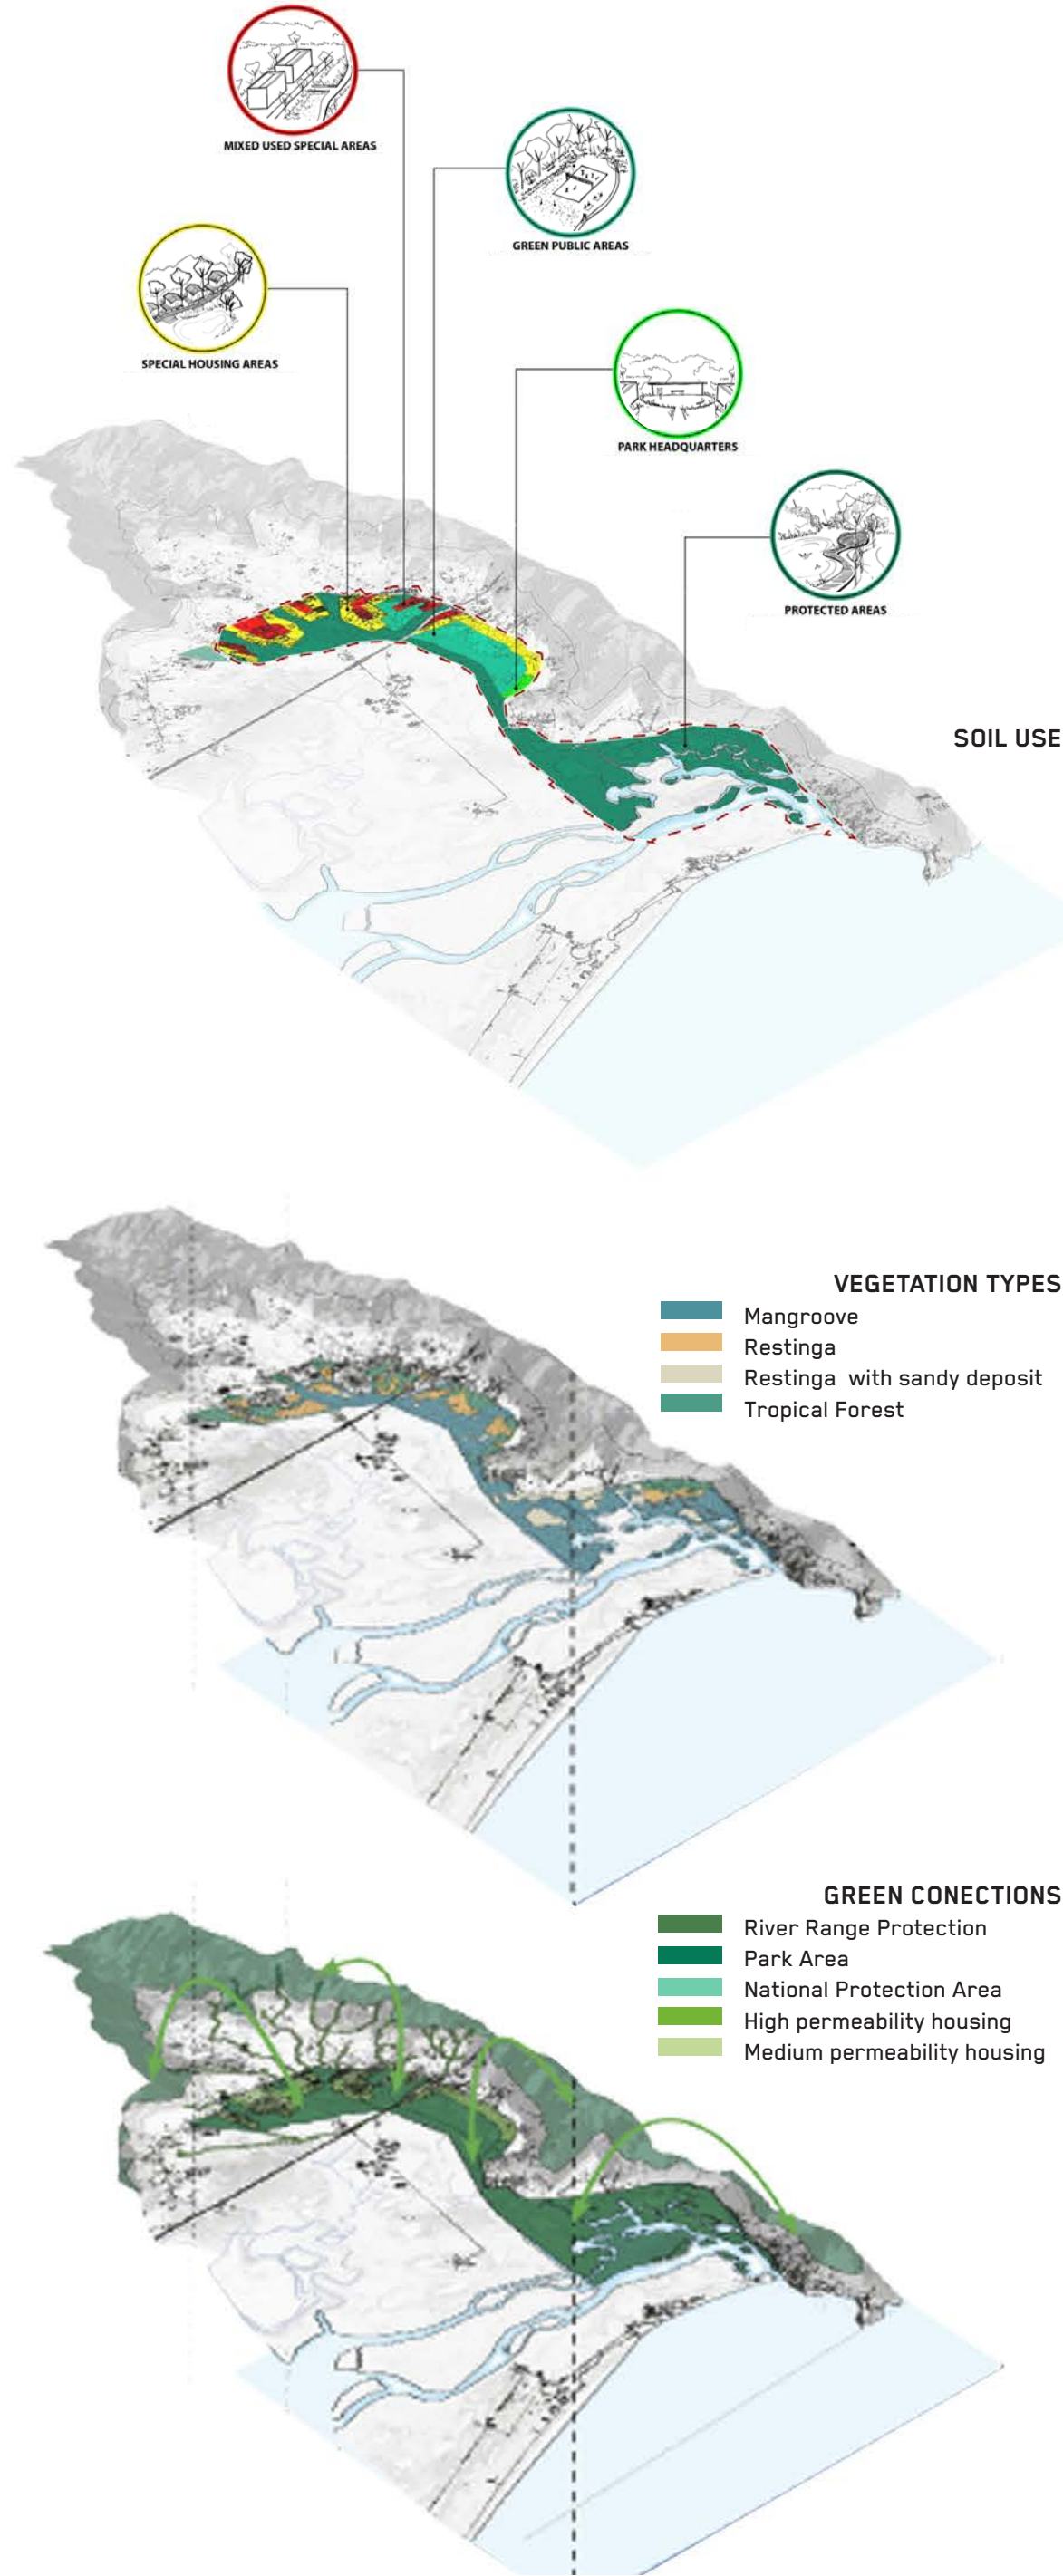 MIXED USED SPECIAL AREAS
GREEN PUBLIC AREAS
SPECIAL HOUSING AREAS
PARK HEADQUARTERS
PROTECTED AREAS
SOIL USE
VEGETATION TYPES
Mangroove
Restinga
Restinga with sandy deposit
Tropical Forest
GREEN CONECTIONS
River Range Protection
Park Area
National Protection Area
High permeability housing
Medium permeability housing